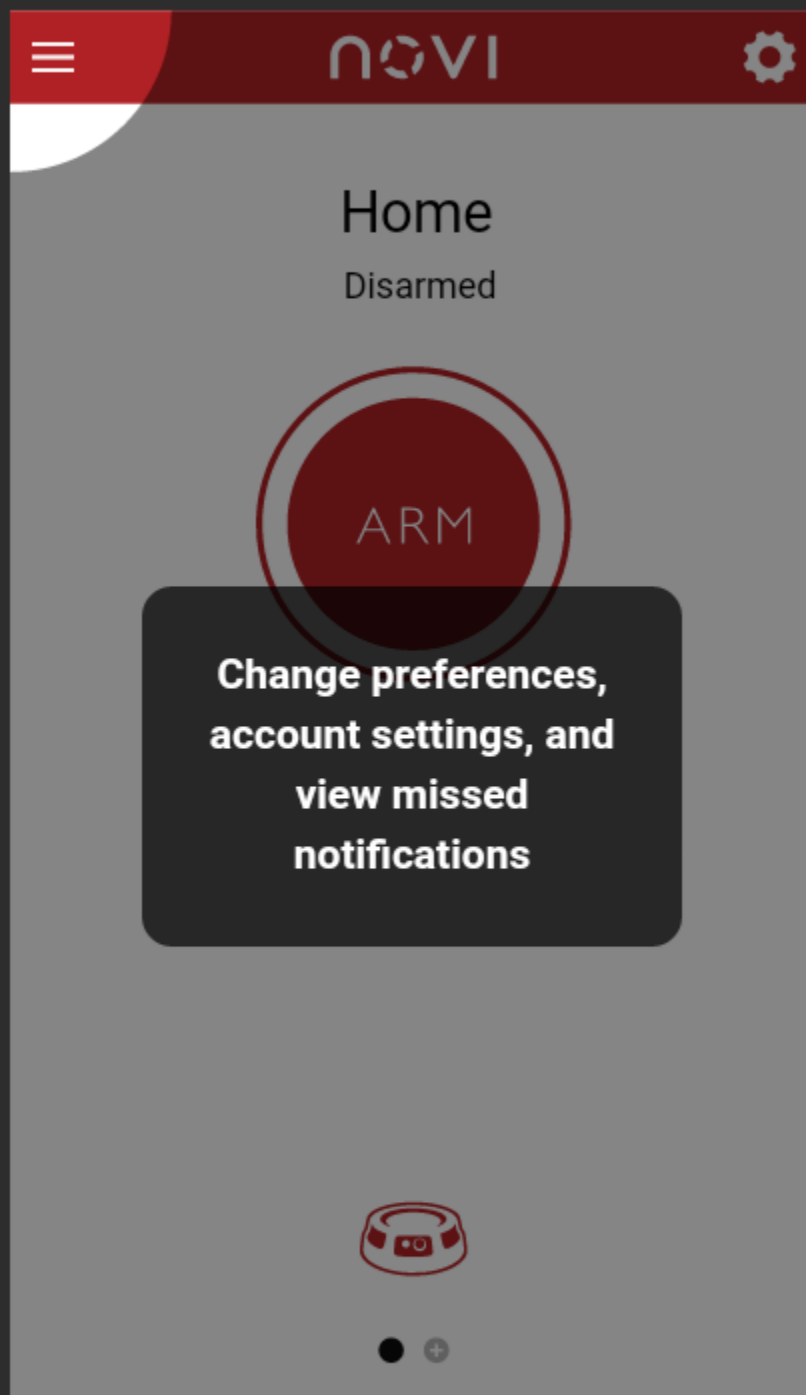 novi
Home
Disarmed
ARM
Change preferences,
account settings, and
view missed
notifications